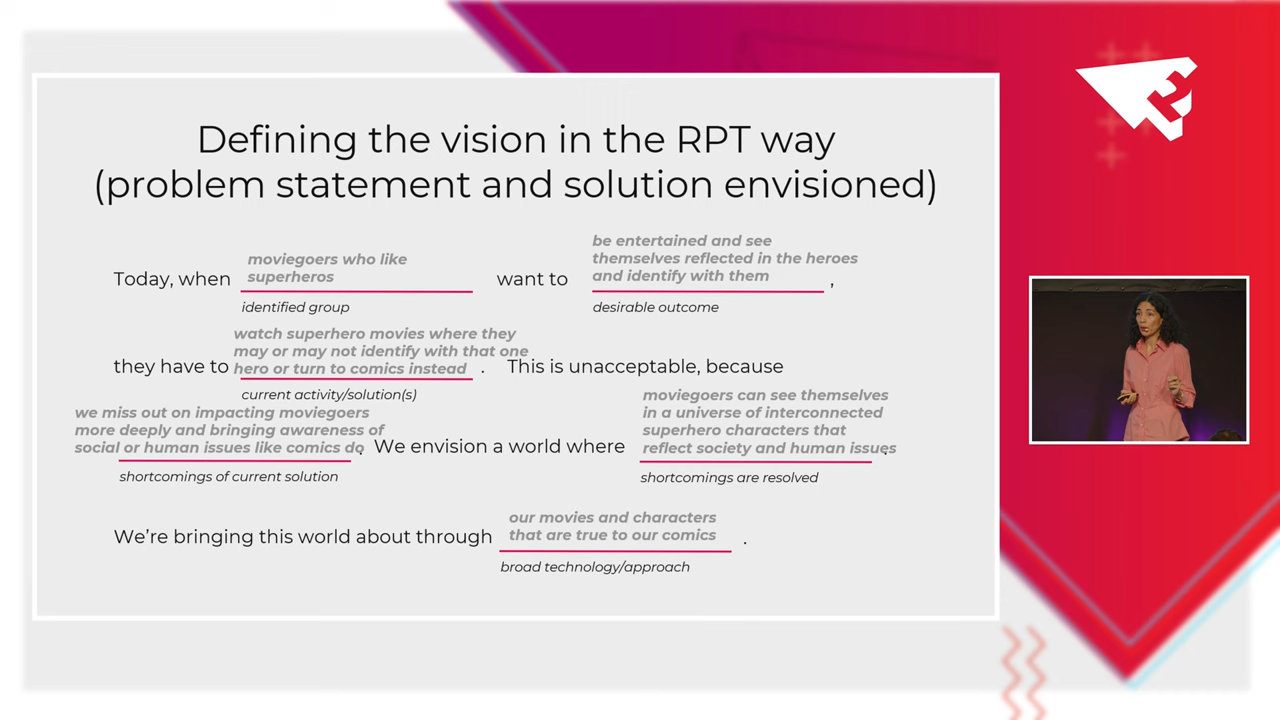 Defining the vision in the RPT way
(problem statement and solution envisioned)
Today, when moviegoers who like superheros want to be entertained and see themselves reflected in the heroes and identify with them ,
identified group
desirable outcome
they have to watch superhero movies where they may or may not identify with that one hero or turn to comics instead . This is unacceptable, because
current activity/solution(s)
we miss out on impacting moviegoers more deeply and bringing awareness of social or human issues like comics do. We envision a world where moviegoers can see themselves in a universe of interconnected superhero characters that reflect society and human issues.
shortcomings of current solution
shortcomings are resolved
We’re bringing this world about through our movies and characters that are true to our comics .
broad technology/approach